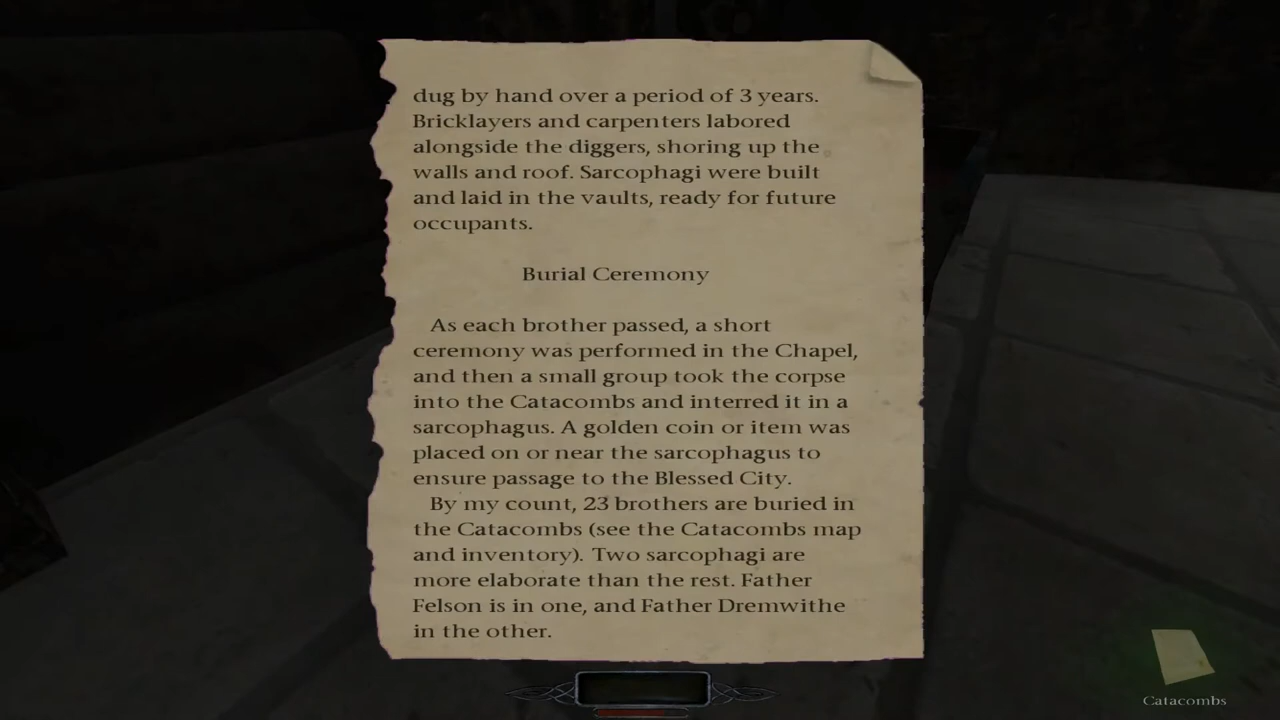 dug by hand over a period of 3 years.
Bricklayers and carpenters labored
alongside the diggers, shoring up the
walls and roof. Sarcophagi were built
and laid in the vaults, ready for future
occupants.
Burial Ceremony
As each brother passed, a short
ceremony was performed in the Chapel,
and then a small group took the corpse
into the Catacombs and interred it in a
sarcophagus. A golden coin or item was
placed on or near the sarcophagus to
ensure passage to the Blessed City.
By my count, 23 brothers are buried in
the Catacombs (see the Catacombs map
and inventory). Two sarcophagi are
more elaborate than the rest. Father
Felson is in one, and Father Dremwithe
in the other.
Catacombs